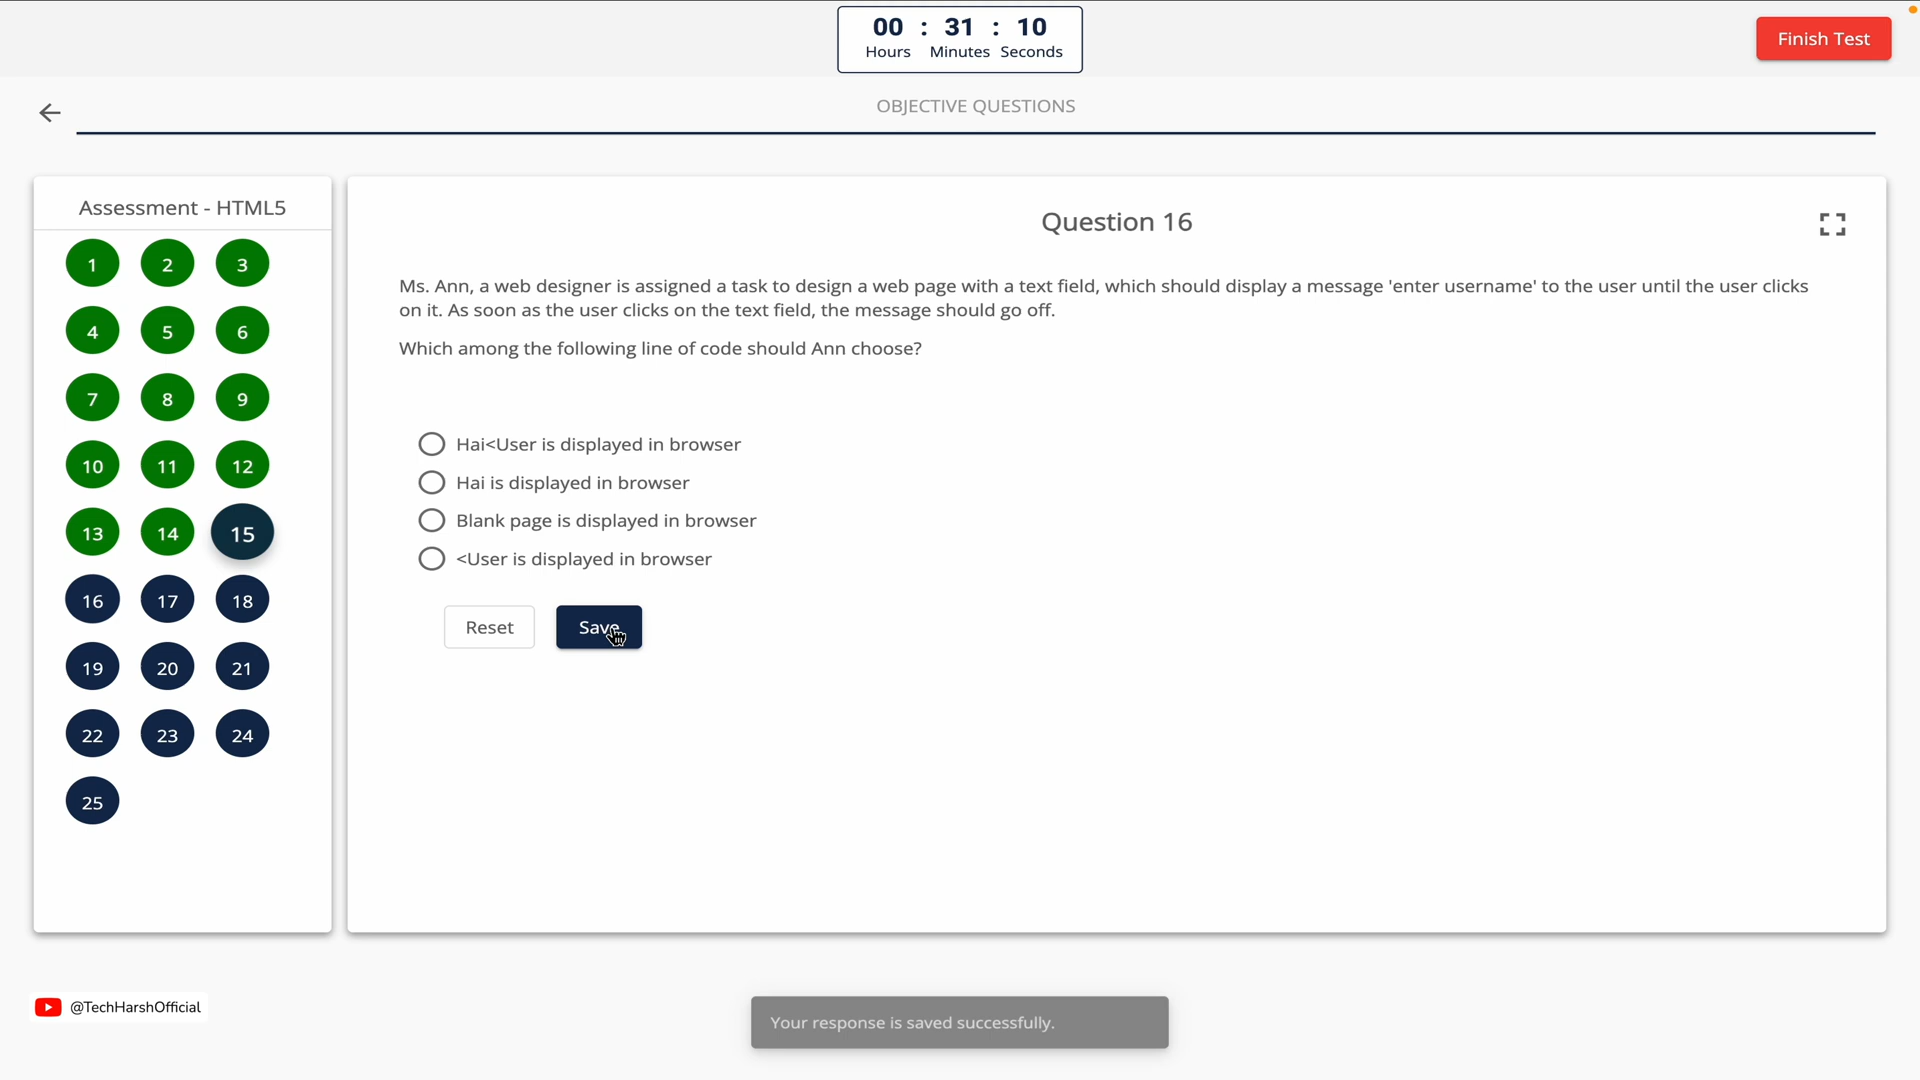 00 : 31 : 10
Hours Minutes Seconds
Finish Test
OBJECTIVE QUESTIONS
Assessment - HTML5
1 2 3
4 5 6
7 8 9
10 11 12
13 14 15
16 17 18
19 20 21
22 23 24
25
Question 16
Ms. Ann, a web designer is assigned a task to design a web page with a text field, which should display a message 'enter username' to the user until the user clicks
on it. As soon as the user clicks on the text field, the message should go off.
Which among the following line of code should Ann choose?
Hai<User is displayed in browser
Hai is displayed in browser
Blank page is displayed in browser
<User is displayed in browser
Reset Save
@TechHarshOfficial
Your response is saved successfully.